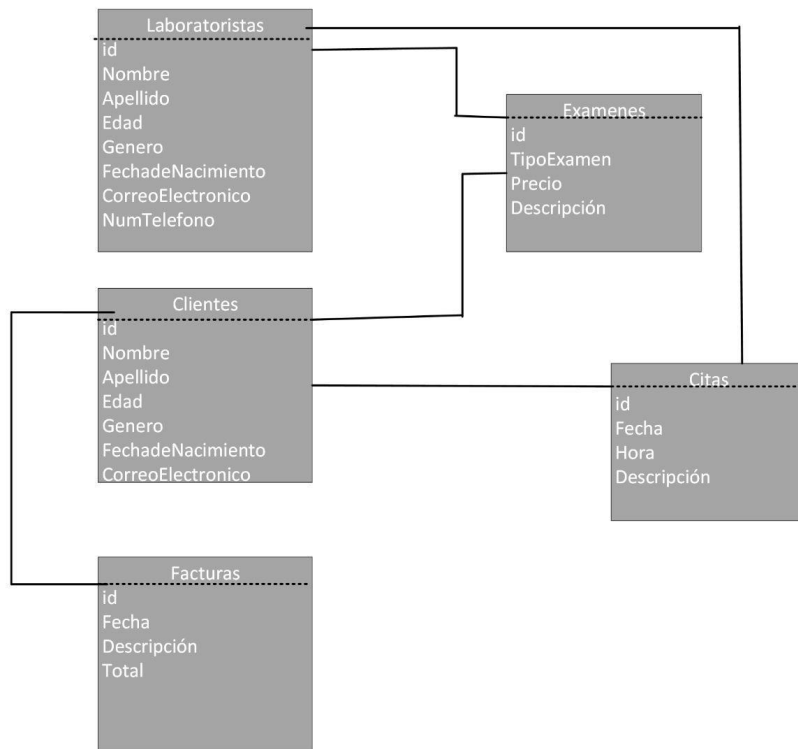 Laboratoristas
id
Nombre
Apellido
Edad
Genero
FechadeNacimiento
CorreoElectronico
NumTelefono
Examenes
id
TipoExamen
Precio
Descripción
Clientes
id
Nombre
Apellido
Edad
Genero
FechadeNacimiento
CorreoElectronico
Citas
id
Fecha
Hora
Descripción
Facturas
id
Fecha
Descripción
Total